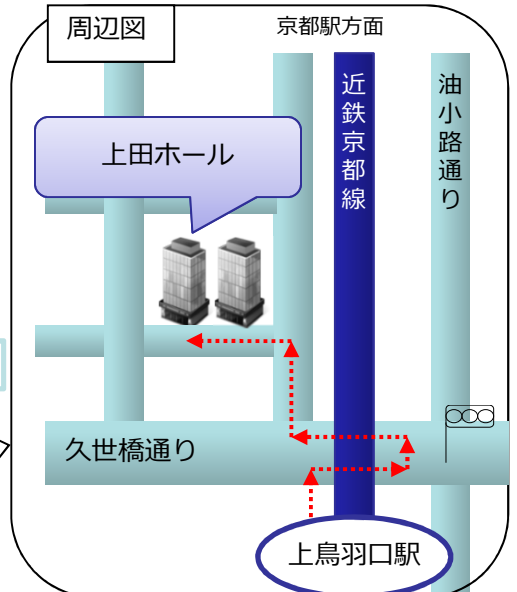 周辺図
京都駅方面
近鉄京都線
油小路通り
上田ホール
久世橋通り
上鳥羽口駅